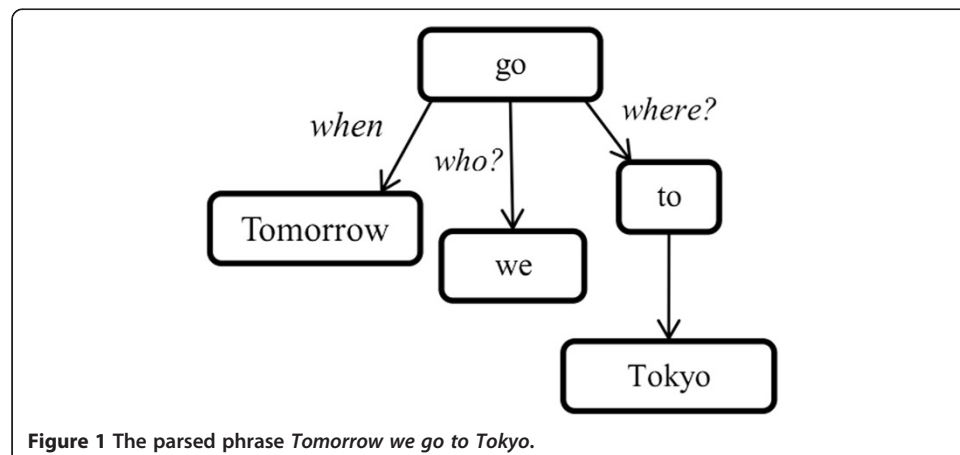 go
when
where?
who?
to
Tomorrow
we
Tokyo
Figure 1 The parsed phrase Tomorrow we go to Tokyo.